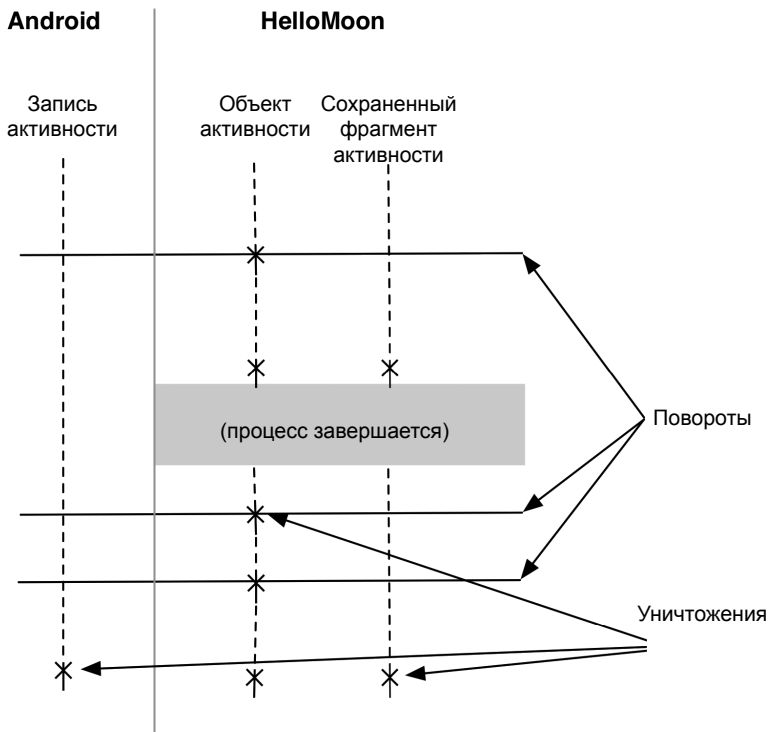 Android
HelloMoon
Запись
активности
Объект
активности
Сохраненный
фрагмент
активности
(процесс завершается)
Повороты
Уничтожения